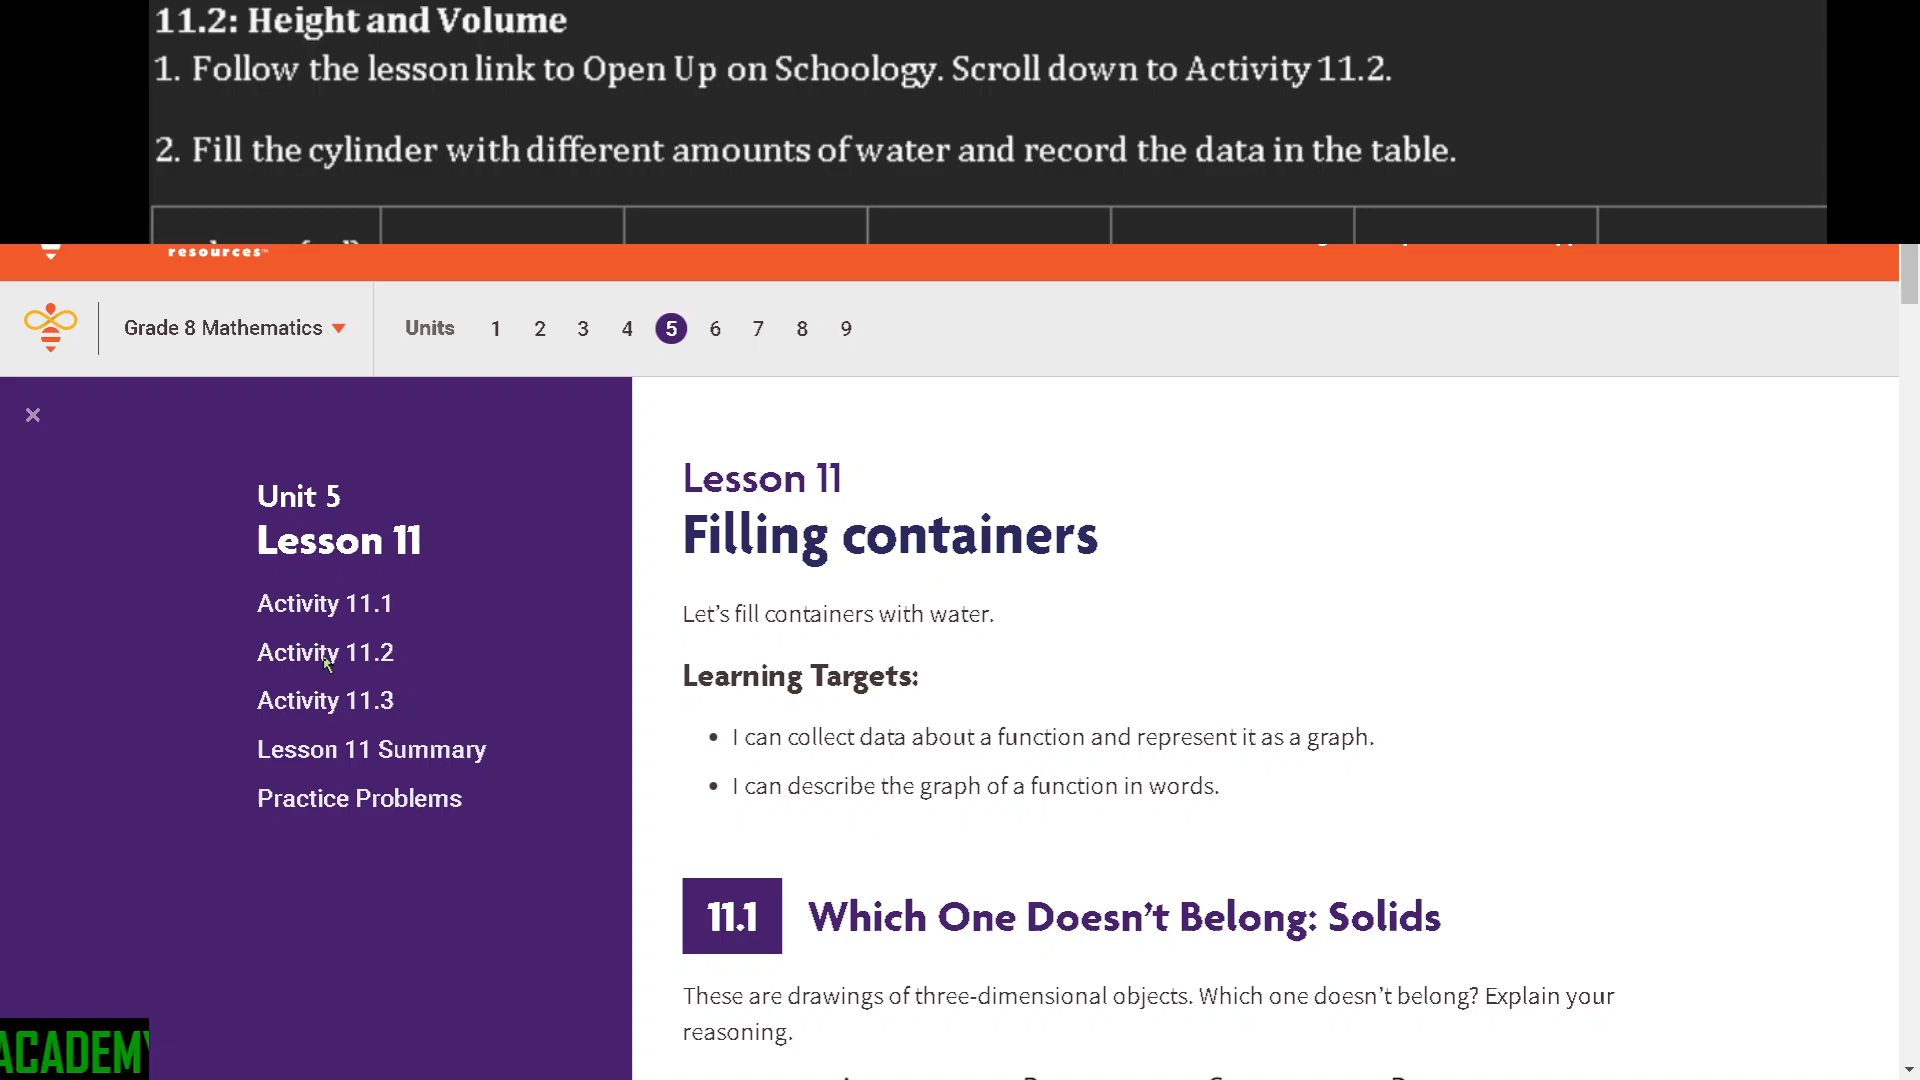 11.2: Height and Volume
1. Follow the lesson link to Open Up on Schoology. Scroll down to Activity 11.2.
2. Fill the cylinder with different amounts of water and record the data in the table.
resources™
Grade 8 Mathematics
Units 1 2 3 4 5 6 7 8 9
Unit 5
Lesson 11
Activity 11.1
Activity 11.2
Activity 11.3
Lesson 11 Summary
Practice Problems
Lesson 11
Filling containers
Let’s fill containers with water.
Learning Targets:
• I can collect data about a function and represent it as a graph.
• I can describe the graph of a function in words.
11.1 Which One Doesn’t Belong: Solids
These are drawings of three-dimensional objects. Which one doesn’t belong? Explain your
reasoning.
ACADEMY